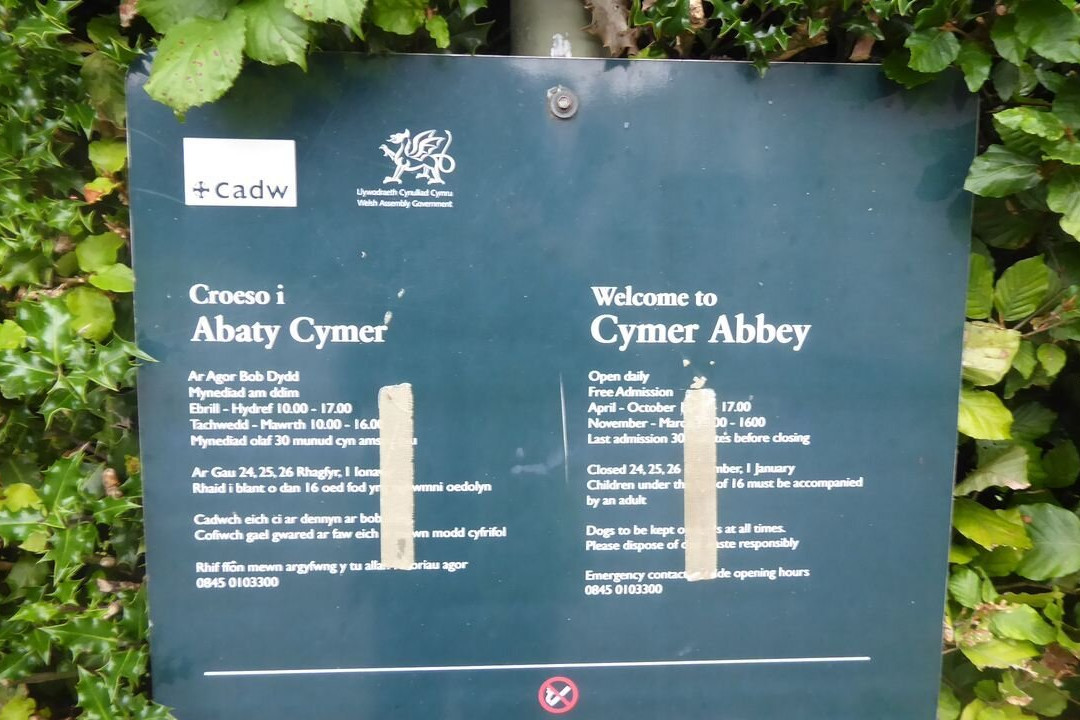 cadw
Llywodraeth Cynulliad Cymru
Welsh Assembly Government
Croeso i
Abaty Cymer
Ar Agor Bob Dydd
Mynediad am ddim
Ebrill - Hydref 10.00 - 17.00
Tachwedd - Mawrth 10.00 - 16.00
Mynediad olaf 30 munud cyn
Ar Gau 24, 25, 26 Rhagfyr, 1
Rhaid i blant o dan 16 oed fod oedolyn
Cadwch eich ci ar dennyn ar bob
Cofiwch gael gwared ar faw eich modd cyfrifol
Rhif ffôn mewn argyfwng y tu agor
0845 0103300
Welcome to
Cymer Abbey
Open daily
Free Admission
April - October 17.00
November - - 1600
Last admission 30 before closing
Closed 24, 25, 26 1 January
Children under of 16 must be accompanied
by an adult
Dogs to be kept at all times.
Please dispose of responsibly
Emergency opening hours
0845 0103300